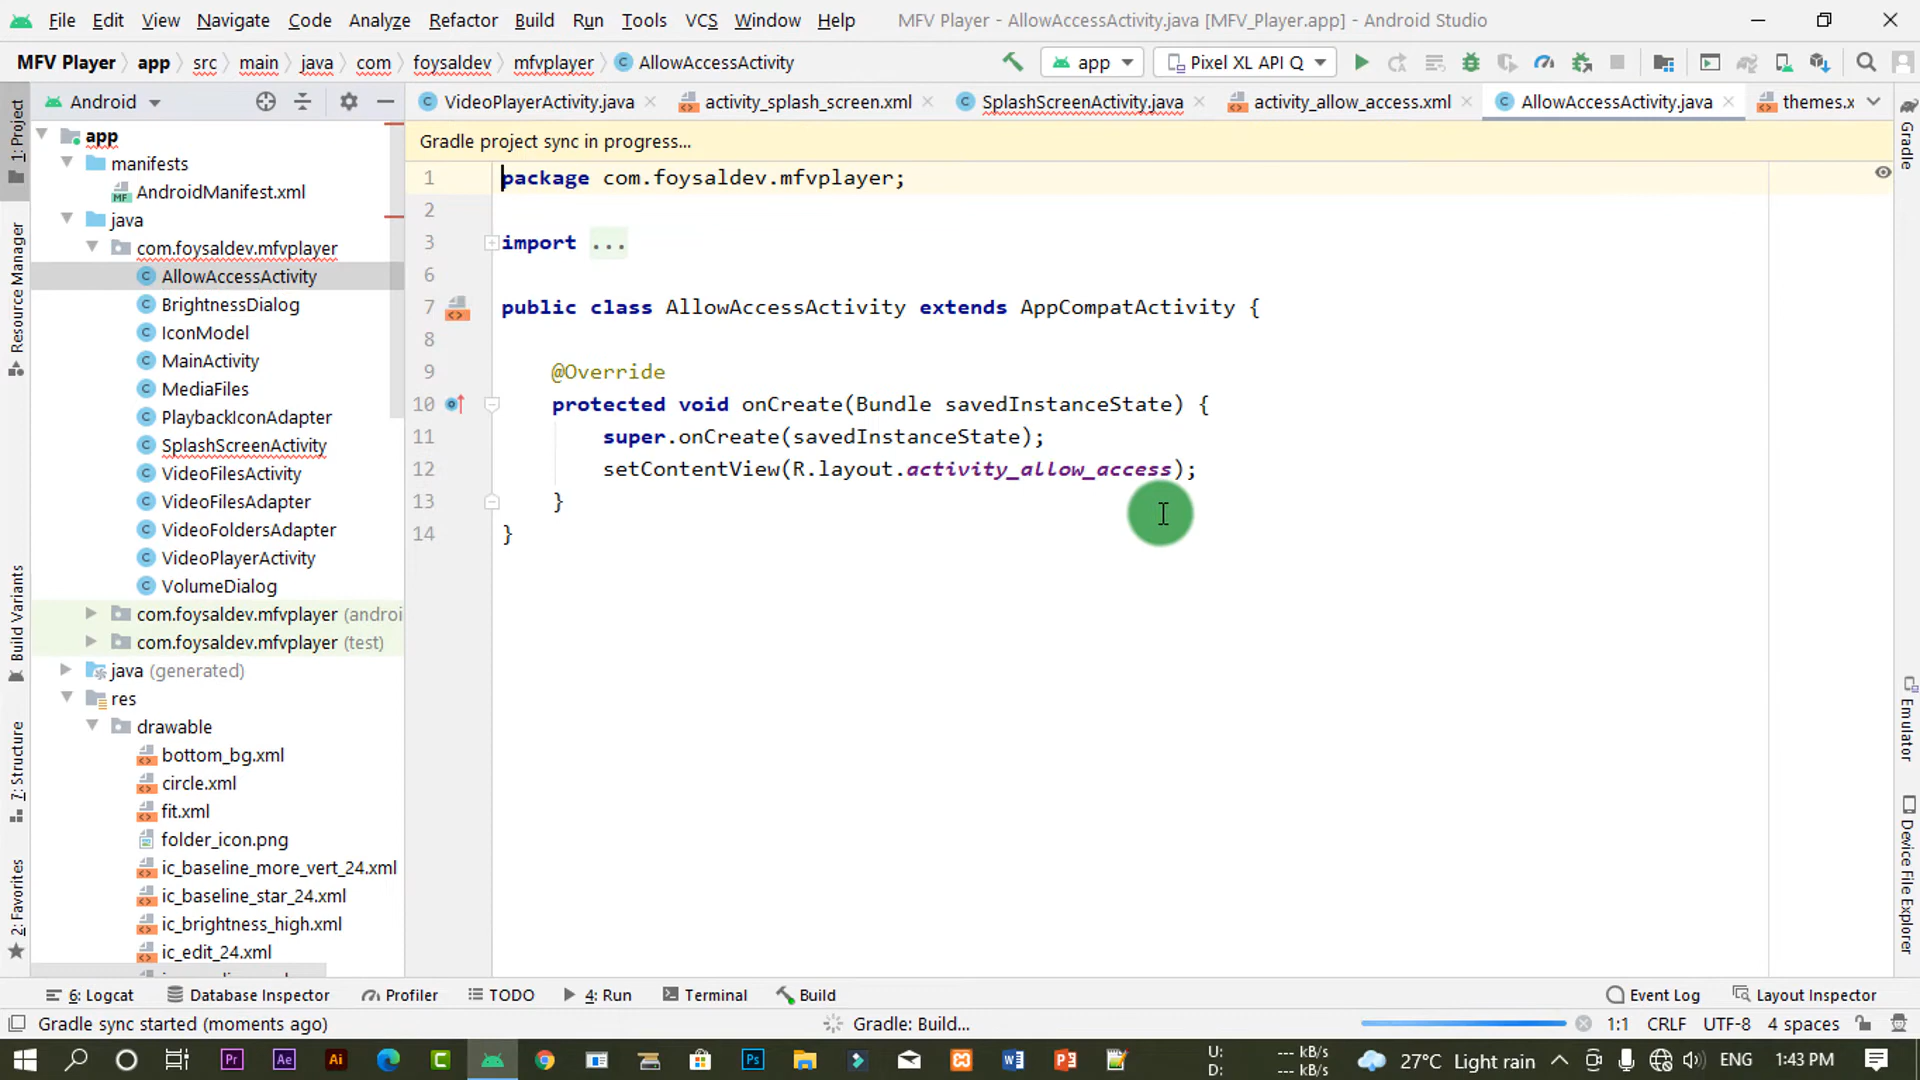 File Edit View Navigate Code Analyze Refactor Build Run Tools VCS Window Help MFV Player - AllowAccessActivity.java [MFV_Player.app] - Android Studio
MFV Player app src main java com foysaldev mfvplayer AllowAccessActivity app Pixel XL API Q
Android VideoPlayerActivity.java activity_splash_screen.xml SplashScreenActivity.java activity_allow_access.xml AllowAccessActivity.java themes.x
Gradle project sync in progress...
1: Project
Resource Manager
Build Variants
7: Structure
2: Favorites
app
manifests
AndroidManifest.xml
java
com.foysaldev.mfvplayer
AllowAccessActivity
BrightnessDialog
IconModel
MainActivity
MediaFiles
PlaybackIconAdapter
SplashScreenActivity
VideoFilesActivity
VideoFilesAdapter
VideoFoldersAdapter
VideoPlayerActivity
VolumeDialog
com.foysaldev.mfvplayer (androi
com.foysaldev.mfvplayer (test)
java (generated)
res
drawable
bottom_bg.xml
circle.xml
fit.xml
folder_icon.png
ic_baseline_more_vert_24.xml
ic_baseline_star_24.xml
ic_brightness_high.xml
ic_edit_24.xml
1 package com.foysaldev.mfvplayer;
2
3 import ...
6
7 public class AllowAccessActivity extends AppCompatActivity {
8
9 @Override
10 protected void onCreate(Bundle savedInstanceState) {
11 super.onCreate(savedInstanceState);
12 setContentView(R.layout.activity_allow_access);
13 }
14 }
Gradle
Emulator
Device File Explorer
6: Logcat Database Inspector Profiler TODO 4: Run Terminal Build Event Log Layout Inspector
Gradle sync started (moments ago) Gradle: Build... 1:1 CRLF UTF-8 4 spaces
Pr Ae Ai C Ps W P U: --- kB/s 27°C Light rain ENG 1:43 PM
D: --- kB/s